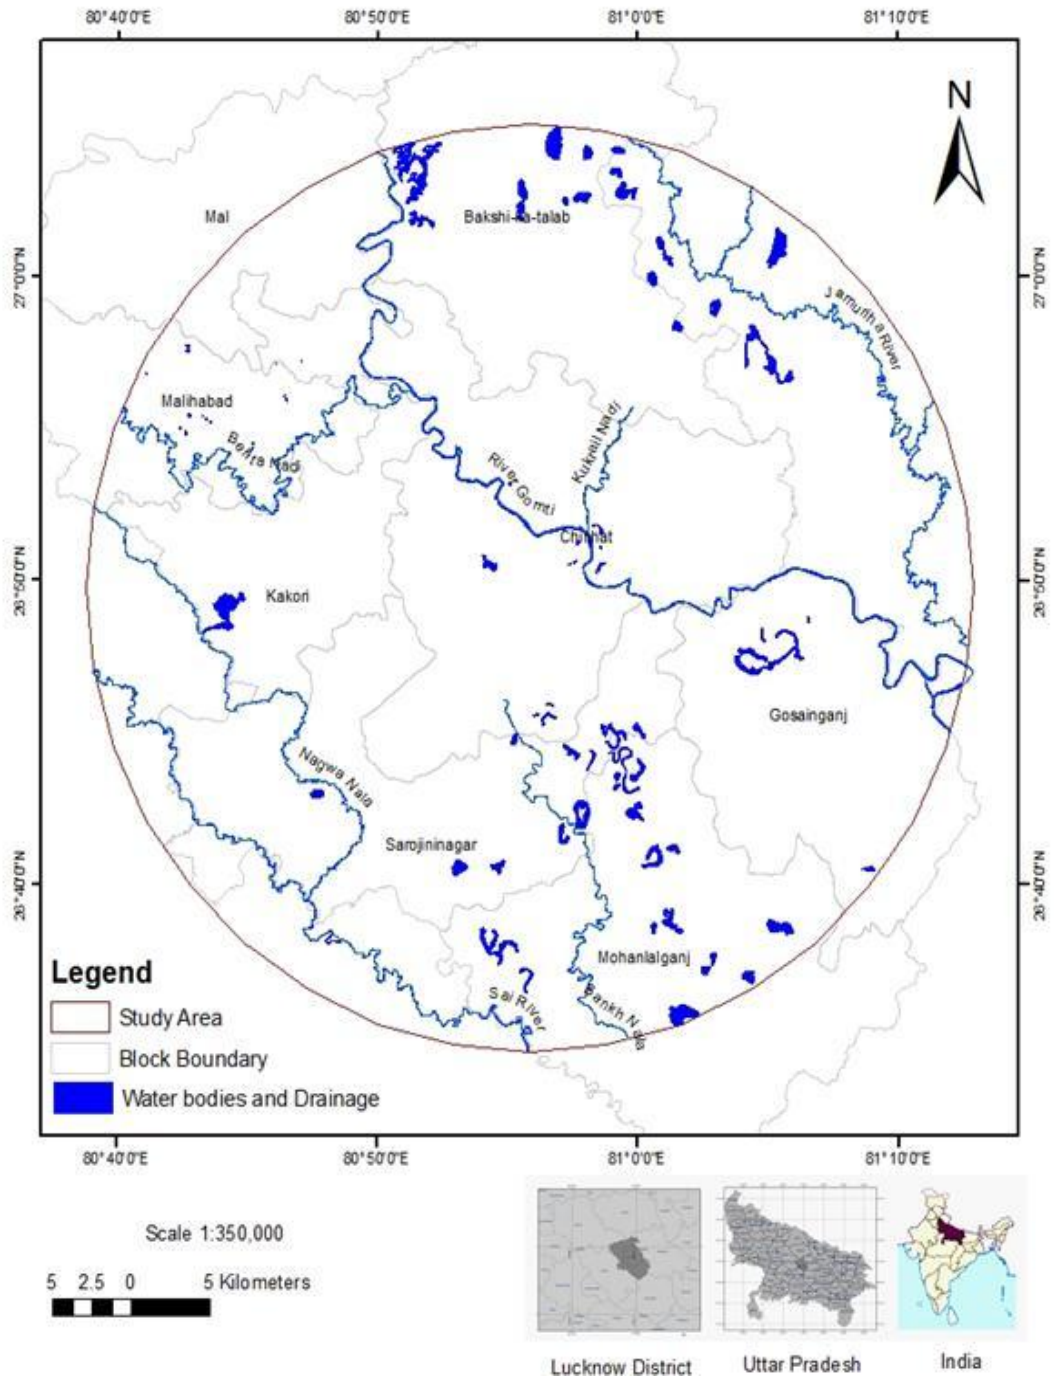 80°40'0"E 80°50'0"E 81°0'0"E 81°10'0"E
N
Mal
Bakshi-ka-talab
27°0'0"N 27°0'0"N
Jamuriha River
Malihabad
Behta Nadi
Kukrail Nadi
River Gomti
Chinhat
26°50'0"N 26°50'0"N
Kakori
Gosainganj
Nagwa Nala
Sarojininagar
26°40'0"N 26°40'0"N
Mohanlalganj
Sai River
Bankh Nala
Legend
Study Area
Block Boundary
Water bodies and Drainage
80°40'0"E 80°50'0"E 81°0'0"E 81°10'0"E
Scale 1:350,000
5 2.5 0 5 Kilometers
Lucknow District
Uttar Pradesh
India